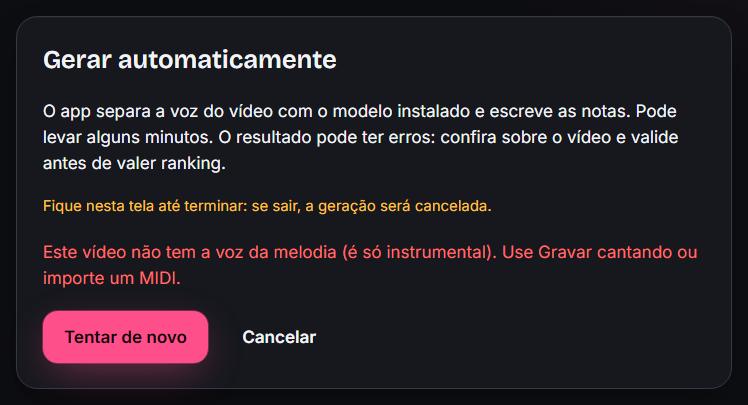 Gerar automaticamente
O app separa a voz do vídeo com o modelo instalado e escreve as notas. Pode
levar alguns minutos. O resultado pode ter erros: confira sobre o vídeo e valide
antes de valer ranking.
Fique nesta tela até terminar: se sair, a geração será cancelada.
Este vídeo não tem a voz da melodia (é só instrumental). Use Gravar cantando ou
importe um MIDI.
Tentar de novo
Cancelar